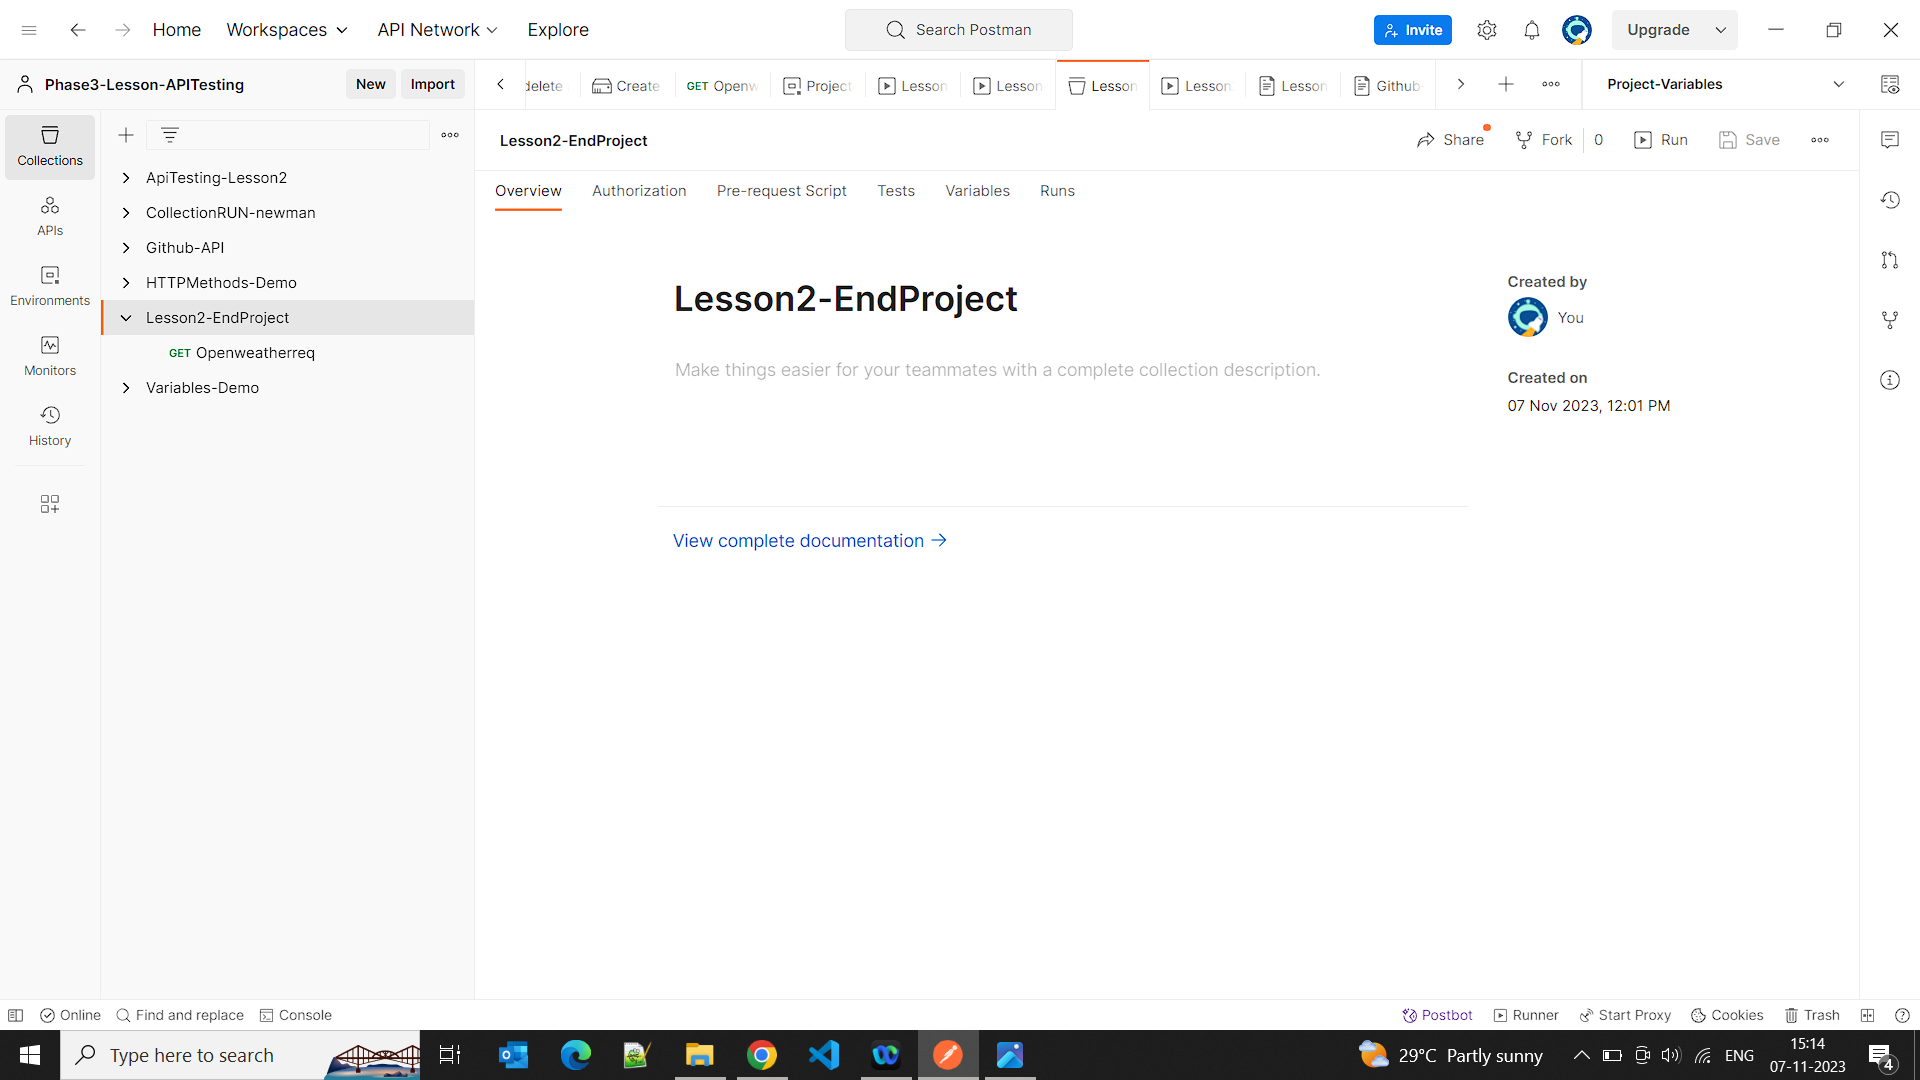 Home Workspaces API Network Explore Search Postman Invite Upgrade
Phase3-Lesson-APITesting New Import delete Create GET Openw Project Lesson Lesson Lesson Lesson Lesson Github Project-Variables
Lesson2-EndProject Share Fork 0 Run Save
Collections
APIs
Environments
Monitors
History
ApiTesting-Lesson2
CollectionRUN-newman
Github-API
HTTPMethods-Demo
Lesson2-EndProject
GET Openweatherreq
Variables-Demo
Overview Authorization Pre-request Script Tests Variables Runs
Lesson2-EndProject
Make things easier for your teammates with a complete collection description.
View complete documentation →
Created by
You
Created on
07 Nov 2023, 12:01 PM
Online Find and replace Console Postbot Runner Start Proxy Cookies Trash
Type here to search 29°C Partly sunny ENG 15:14
07-11-2023 4